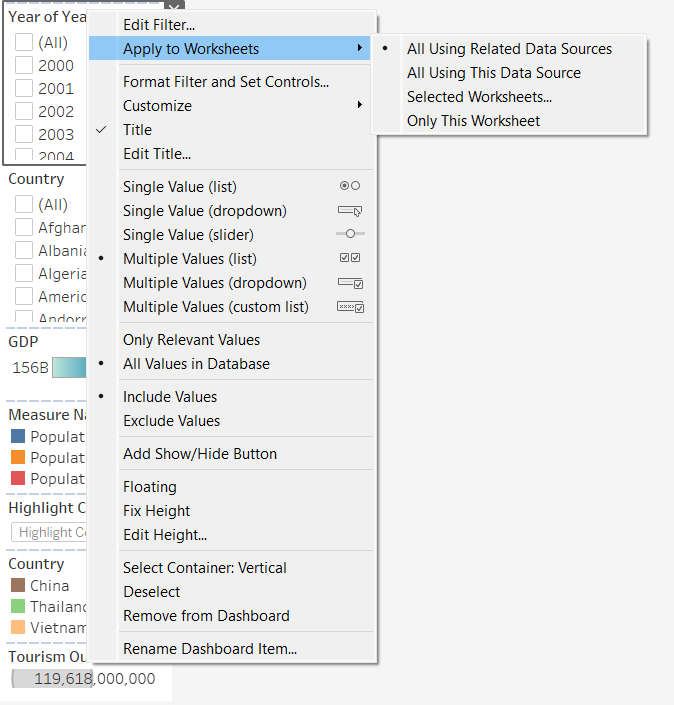 Year of Yea
(All)
2000
2001
2002
2003
2004
Country
(All)
Afghar
Albania
Algeria
Americ
Andorr
GDP
156B
Measure Na
Populat
Populat
Populat
Highlight C
Highlight Co
Country
China
Thailand
Vietnam
Tourism Ou
119,618,000,000
Edit Filter...
Apply to Worksheets
Format Filter and Set Controls...
Customize
Title
Edit Title...
Single Value (list)
Single Value (dropdown)
Single Value (slider)
Multiple Values (list)
Multiple Values (dropdown)
Multiple Values (custom list)
Only Relevant Values
All Values in Database
Include Values
Exclude Values
Add Show/Hide Button
Floating
Fix Height
Edit Height...
Select Container: Vertical
Deselect
Remove from Dashboard
Rename Dashboard Item...
All Using Related Data Sources
All Using This Data Source
Selected Worksheets...
Only This Worksheet